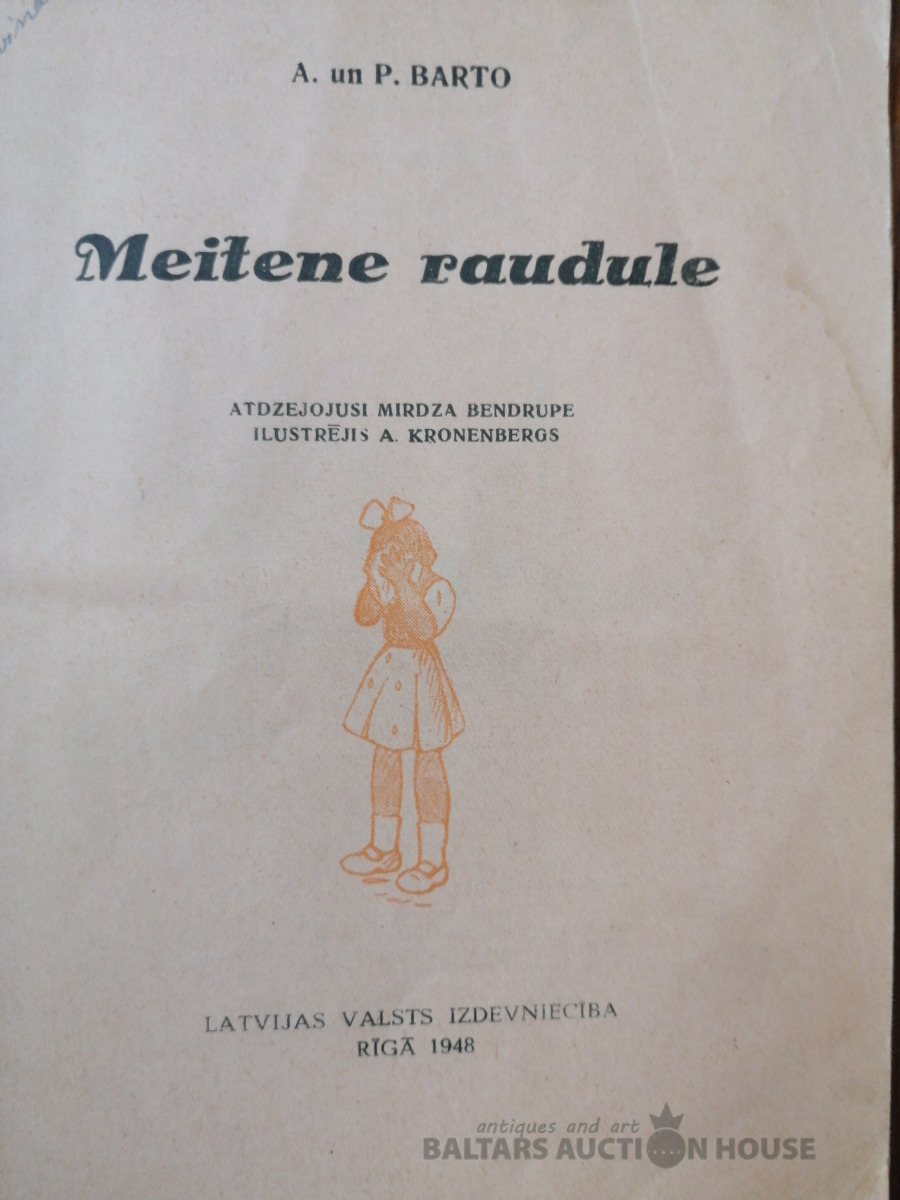 A. un P. BARTO
Meitene raudule
ATDZEJOJUSI MIRDZA BENDRUPE
ILUSTRĒJIS A. KRONENBERGS
LATVIJAS VALSTS IZDEVNIECĪBA
RĪGĀ 1948
antiques and art
BALTARS AUCTION HOUSE